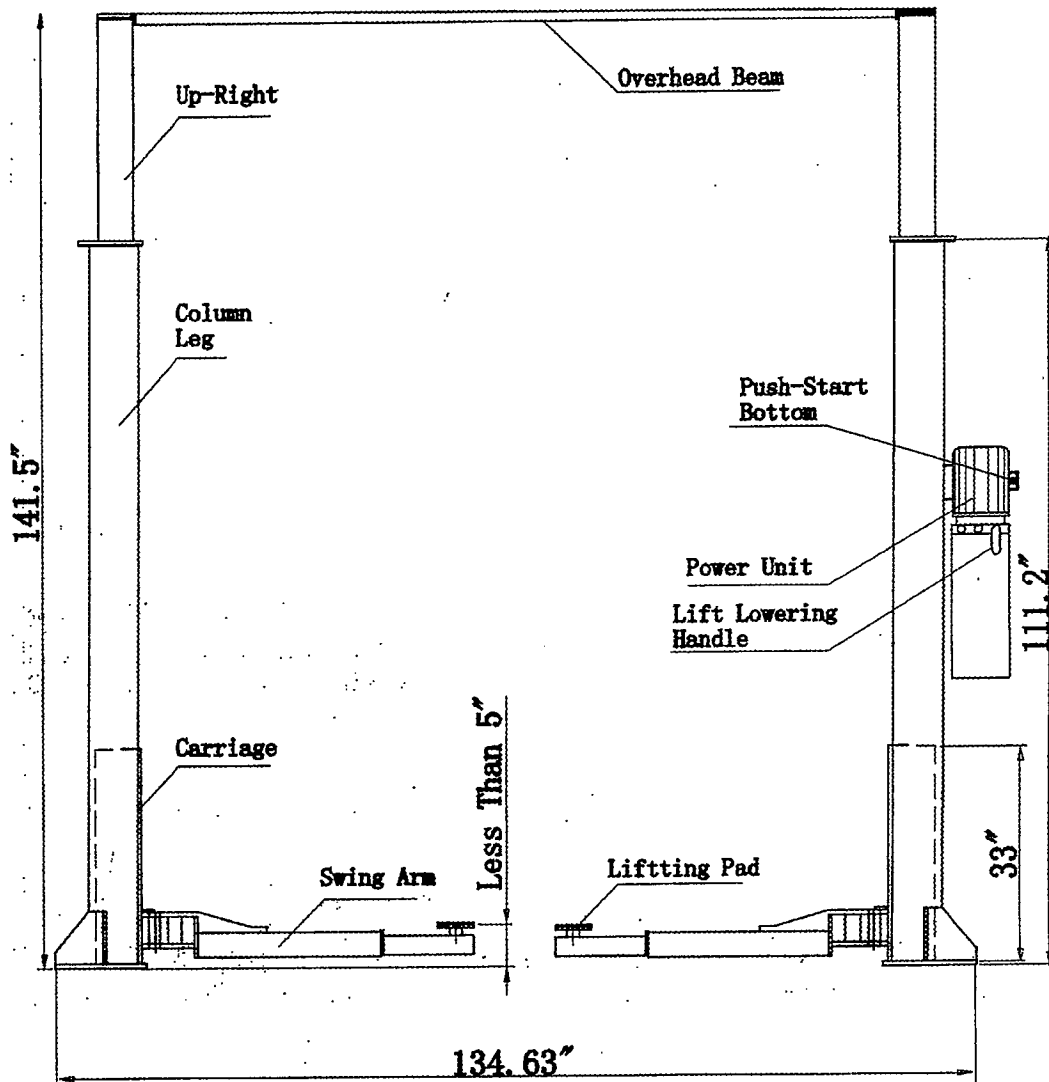 Overhead Beam
Up-Right
Column
Leg
Push-Start
Bottom
141.5"
Power Unit
111.2"
Lift Lowering
Handle
Carriage
Less Than 5"
33"
Swing Arm
Liftting Pad
134.63"